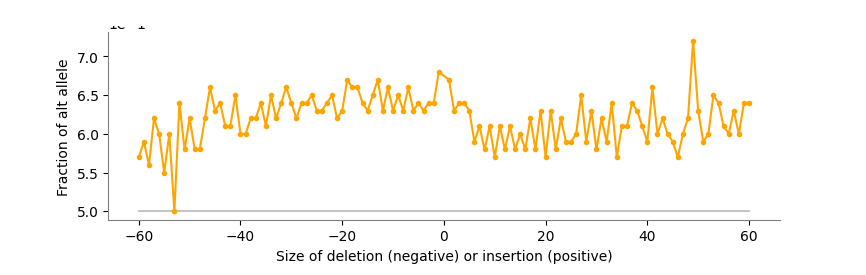 7.0
6.5
6.0
5.5
5.0
Fraction of alt allele
−60 −40 −20 0 20 40 60
Size of deletion (negative) or insertion (positive)